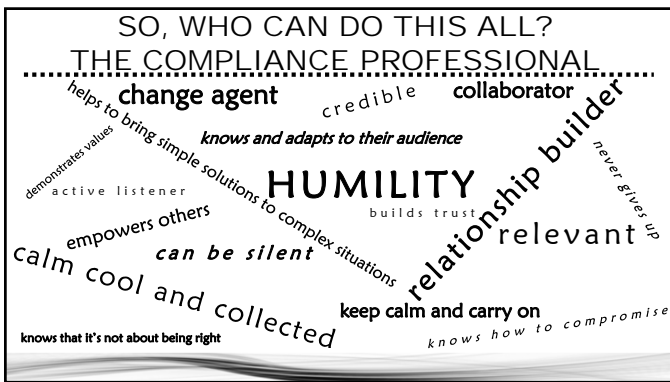 SO, WHO CAN DO THIS ALL?
THE COMPLIANCE PROFESSIONAL
helps to bring simple solutions to complex situations
change agent
credible
collaborator
relationship builder
knows and adapts to their audience
demonstrates values
never gives up
active listener
HUMILITY
builds trust
empowers others
relevant
can be silent
calm cool and collected
keep calm and carry on
knows how to compromise
knows that it's not about being right